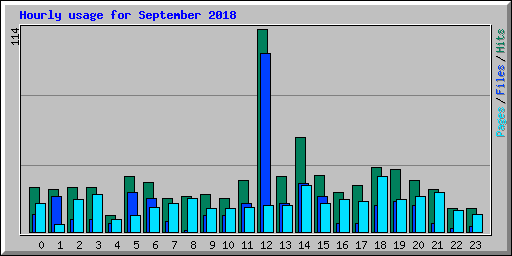 Hourly usage for September 2018
114
Pages / Files / Hits
0 1 2 3 4 5 6 7 8 9 10 11 12 13 14 15 16 17 18 19 20 21 22 23